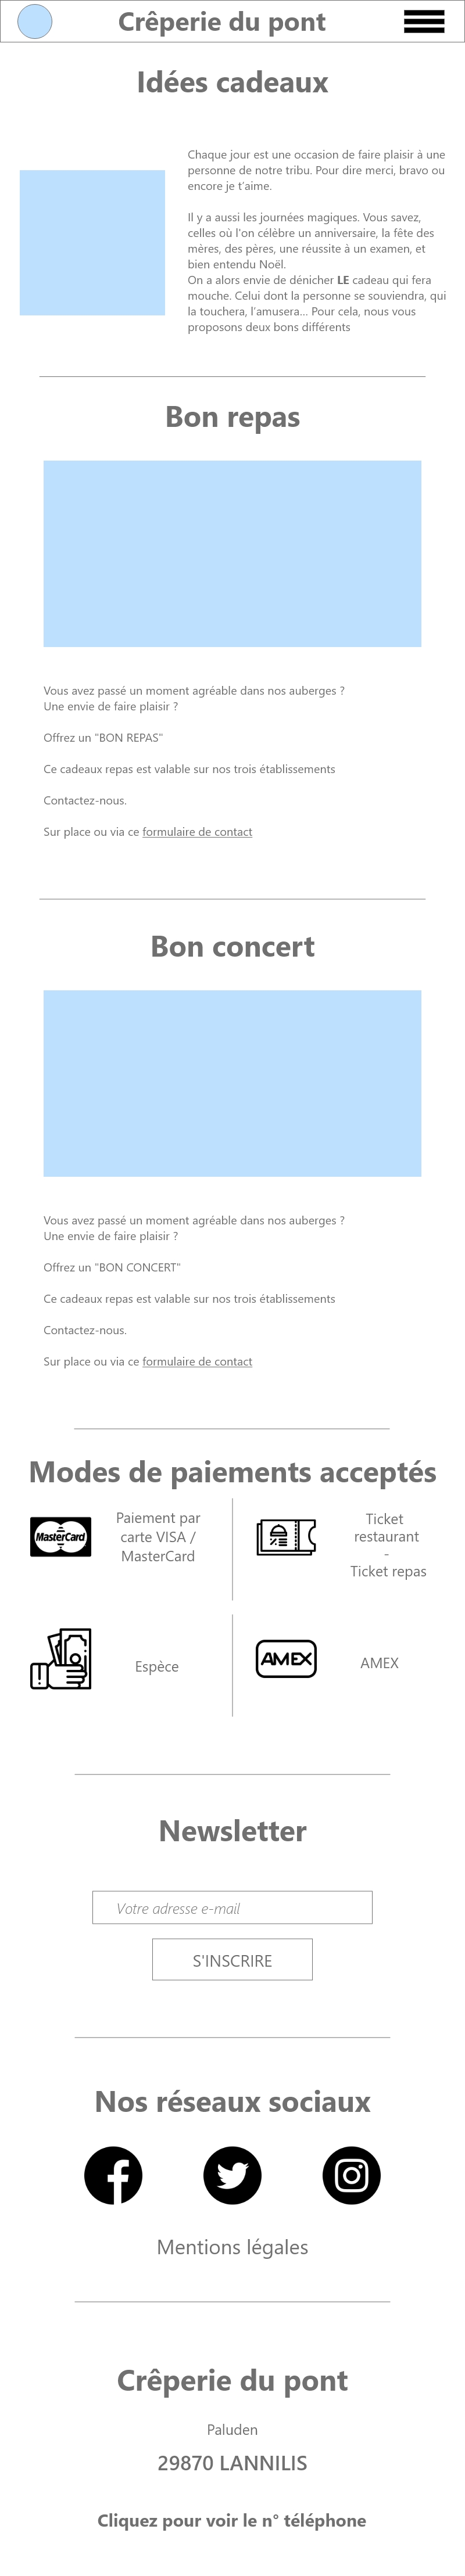 Crêperie du pont
Idées cadeaux
Chaque jour est une occasion de faire plaisir à une
personne de notre tribu. Pour dire merci, bravo ou
encore je t'aime.
Il y a aussi les journées magiques. Vous savez,
celles où l'on célèbre un anniversaire, la fête des
mères, des pères, une réussite à un examen, et
bien entendu Noël.
On a alors envie de dénicher LE cadeau qui fera
mouche. Celui dont la personne se souviendra, qui
la touchera, l'amusera... Pour cela, nous vous
proposons deux bons différents
Bon repas
Vous avez passé un moment agréable dans nos auberges ?
Une envie de faire plaisir ?
Offrez un "BON REPAS"
Ce cadeaux repas est valable sur nos trois établissements
Contactez-nous.
Sur place ou via ce formulaire de contact
Bon concert
Vous avez passé un moment agréable dans nos auberges ?
Une envie de faire plaisir ?
Offrez un "BON CONCERT"
Ce cadeaux repas est valable sur nos trois établissements
Contactez-nous.
Sur place ou via ce formulaire de contact
Modes de paiements acceptés
MasterCard
Paiement par
carte VISA /
MasterCard
Ticket
restaurant
-
Ticket repas
Espèce
AMEX
AMEX
Newsletter
Votre adresse e-mail
S'INSCRIRE
Nos réseaux sociaux
Mentions légales
Crêperie du pont
Paluden
29870 LANNILIS
Cliquez pour voir le n° téléphone